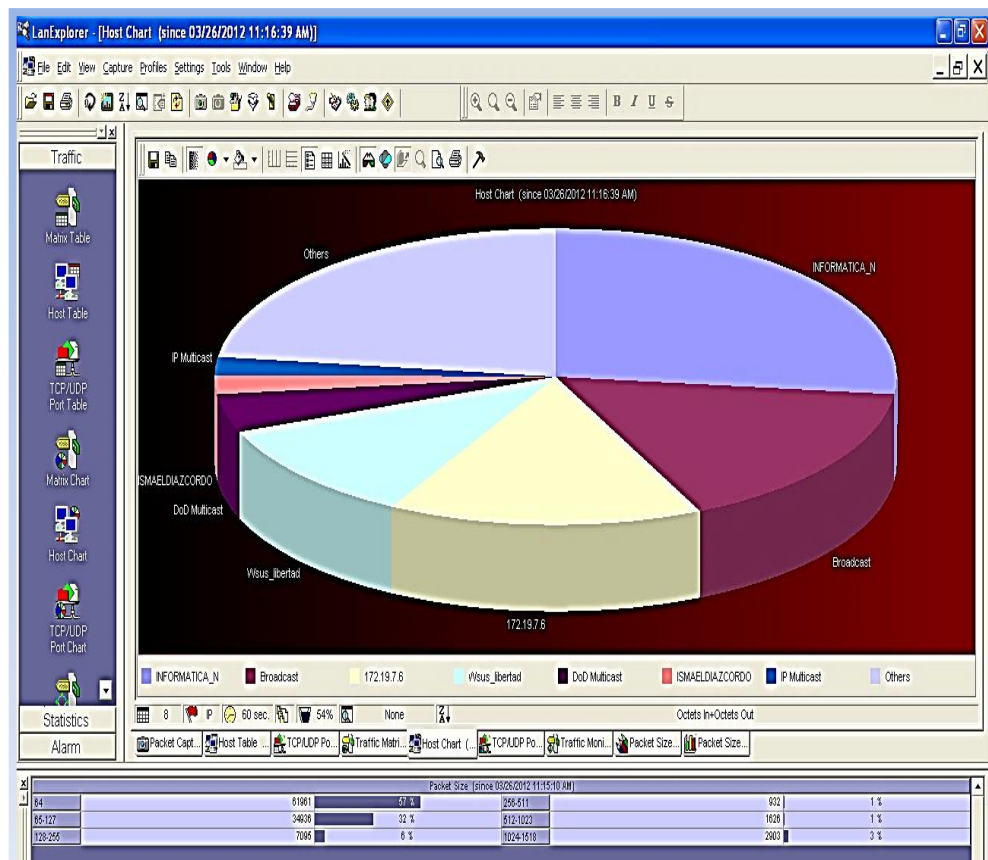 LanExplorer - [Host Chart (since 03/26/2012 11:16:39 AM)]
File Edit View Capture Profiles Settings Tools Window Help
B I U S
Traffic
Matrix Table
Host Table
TCP/UDP
Port Table
Matrix Chart
Host Chart
TCP/UDP
Port Chart
Statistics
Alarm
Host Chart (since 03/26/2012 11:16:39 AM)
Others
INFORMATICA_N
IP Multicast
ISMAELDIAZCORDO
DoD Multicast
Wsus_libertad
Broadcast
172.19.7.6
INFORMATICA_N Broadcast 172.19.7.6 Wsus_libertad DoD Multicast ISMAELDIAZCORDO IP Multicast Others
8 IP 60 sec. 54% None Octets In+Octets Out
Packet Capt... Host Table ... TCP/UDP Po... Traffic Matri... Host Chart (... TCP/UDP Po... Traffic Moni... Packet Size... Packet Size...
Packet Size (since 03/26/2012 11:15:10 AM)
64 61961 57 % 256-511 932 1 %
65-127 34936 32 % 512-1023 1626 1 %
128-255 7095 6 % 1024-1518 2903 3 %